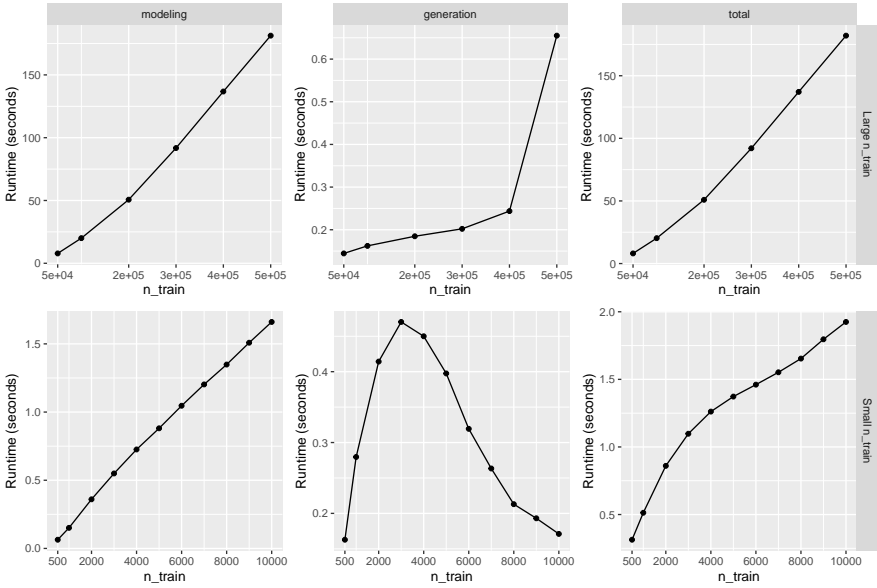 modeling
generation
total
Runtime (seconds)
150
100
50
0
5e+04
2e+05
3e+05
4e+05
5e+05
n_train
Runtime (seconds)
0.6
0.5
0.4
0.3
0.2
5e+04
2e+05
3e+05
4e+05
5e+05
n_train
Runtime (seconds)
150
100
50
0
5e+04
2e+05
3e+05
4e+05
5e+05
n_train
Large n_train
Runtime (seconds)
1.5
1.0
0.5
0.0
500
2000
4000
6000
8000
10000
n_train
Runtime (seconds)
0.4
0.3
0.2
500
2000
4000
6000
8000
10000
n_train
Runtime (seconds)
2.0
1.5
1.0
0.5
500
2000
4000
6000
8000
10000
n_train
Small n_train